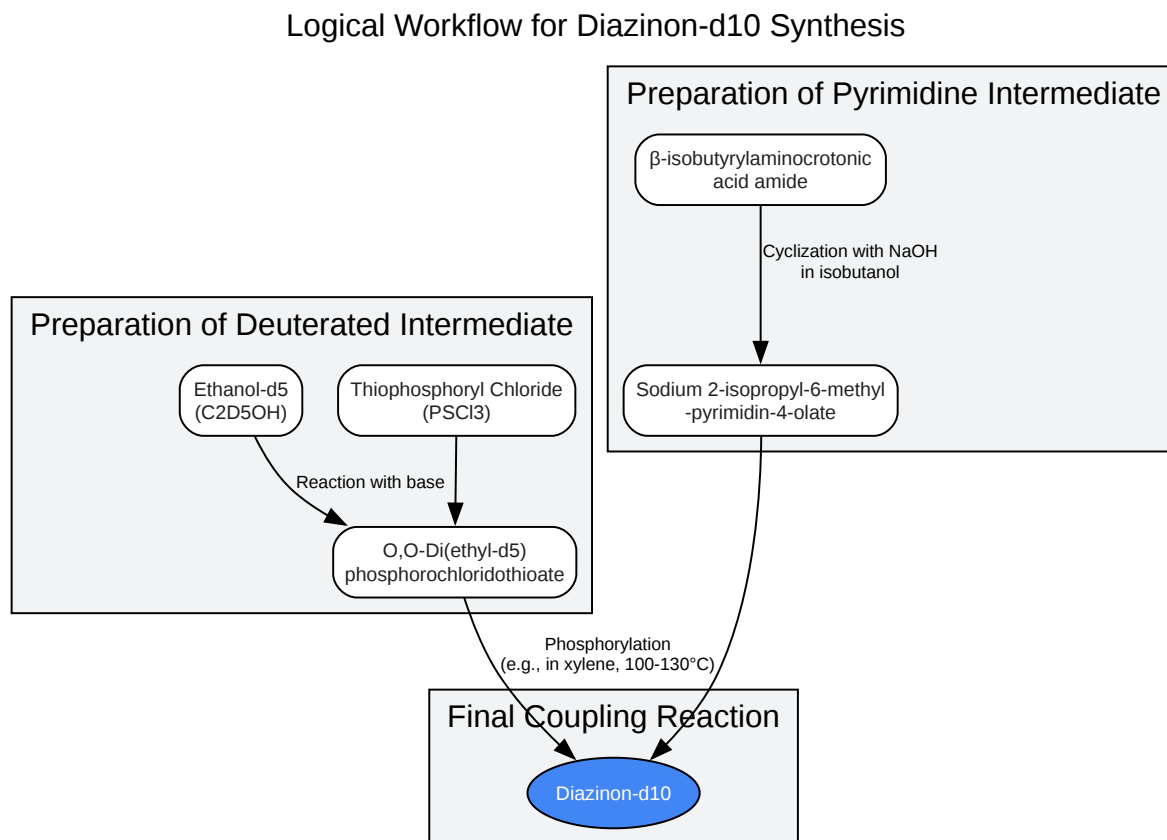 Logical Workflow for Diazinon-d10 Synthesis
Preparation of Pyrimidine Intermediate
β-isobutyrylaminocrotonic
acid amide
Cyclization with NaOH
in isobutanol
Sodium 2-isopropyl-6-methyl
-pyrimidin-4-olate
Preparation of Deuterated Intermediate
Ethanol-d5
(C2D5OH)
Thiophosphoryl Chloride
(PSCl3)
Reaction with base
O,O-Di(ethyl-d5)
phosphorochloridothioate
Phosphorylation
(e.g., in xylene, 100-130°C)
Final Coupling Reaction
Diazinon-d10